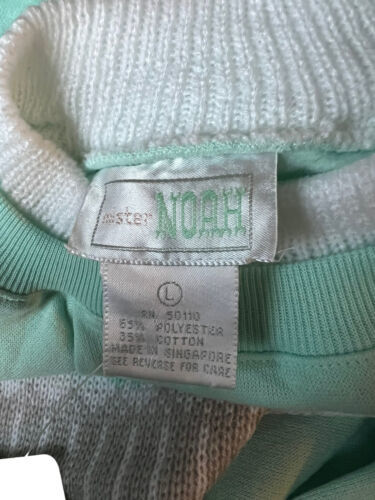 mister NOAH
L
RN 50110
65% POLYESTER
35% COTTON
MADE IN SINGAPORE
SEE REVERSE FOR CARE